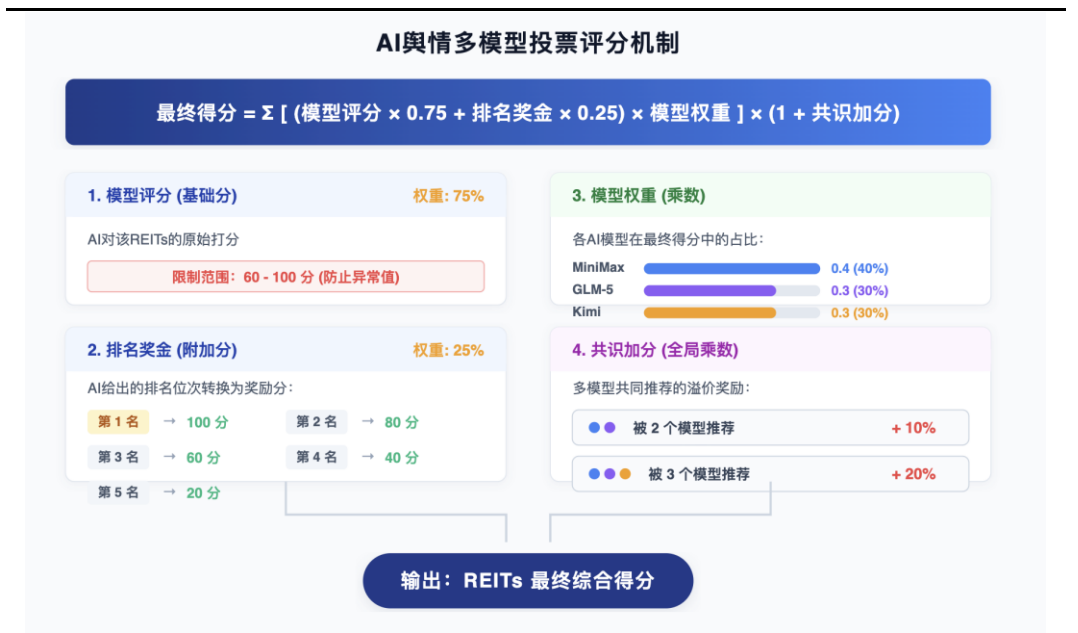 AI舆情多模型投票评分机制
最终得分 = Σ [ (模型评分 × 0.75 + 排名奖金 × 0.25) × 模型权重 ] × (1 + 共识加分)
1. 模型评分 (基础分) 权重: 75%
AI对该REITs的原始打分
限制范围：60 - 100 分 (防止异常值)
2. 排名奖金 (附加分) 权重: 25%
AI给出的排名位次转换为奖励分：
第 1 名 → 100 分 第 2 名 → 80 分
第 3 名 → 60 分 第 4 名 → 40 分
第 5 名 → 20 分
3. 模型权重 (乘数)
各AI模型在最终得分中的占比：
MiniMax 0.4 (40%)
GLM-5 0.3 (30%)
Kimi 0.3 (30%)
4. 共识加分 (全局乘数)
多模型共同推荐的溢价奖励：
被 2 个模型推荐 + 10%
被 3 个模型推荐 + 20%
输出：REITs 最终综合得分